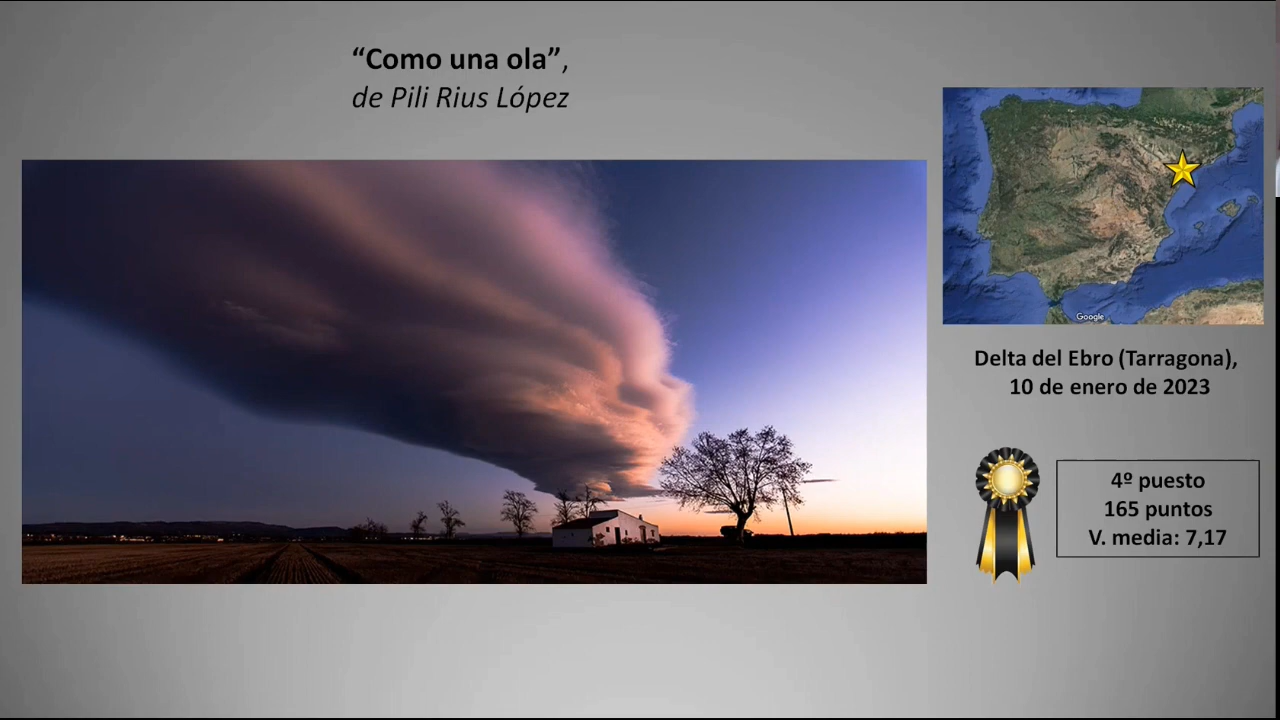 “Como una ola”,
de Pili Rius López
Google
Delta del Ebro (Tarragona),
10 de enero de 2023
4º puesto
165 puntos
V. media: 7,17